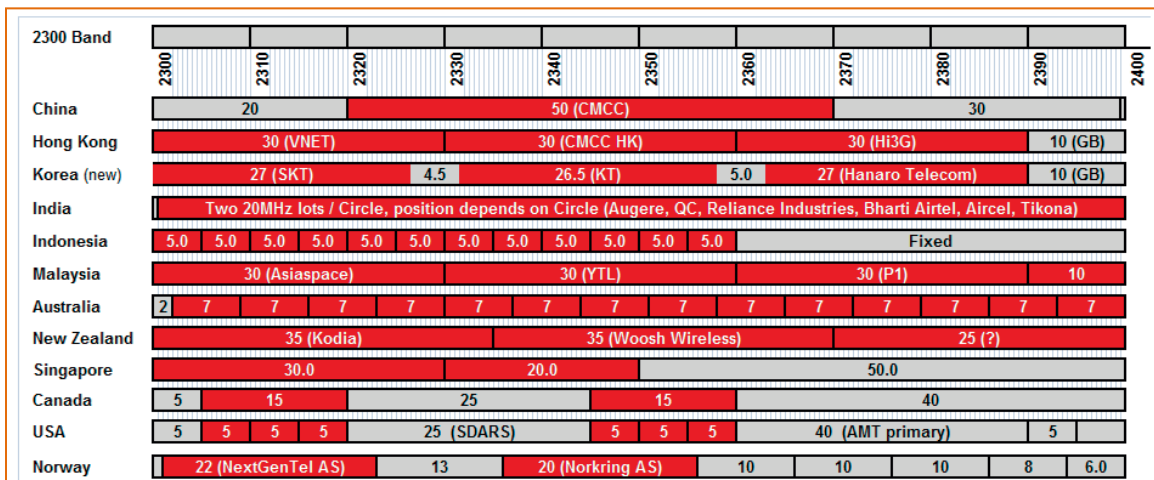 2300 Band
2300 2310 2320 2330 2340 2350 2360 2370 2380 2390 2400
China 20 50 (CMCC) 30
Hong Kong 30 (VNET) 30 (CMCC HK) 30 (Hi3G) 10 (GB)
Korea (new) 27 (SKT) 4.5 26.5 (KT) 5.0 27 (Hanaro Telecom) 10 (GB)
India Two 20MHz lots / Circle, position depends on Circle (Augere, QC, Reliance Industries, Bharti Airtel, Aircel, Tikona)
Indonesia 5.0 5.0 5.0 5.0 5.0 5.0 5.0 5.0 5.0 5.0 5.0 5.0 Fixed
Malaysia 30 (Asiaspace) 30 (YTL) 30 (P1) 10
Australia 2 7 7 7 7 7 7 7 7 7 7 7 7 7 7
New Zealand 35 (Kodia) 35 (Woosh Wireless) 25 (?)
Singapore 30.0 20.0 50.0
Canada 5 15 25 15 40
USA 5 5 5 5 25 (SDARS) 5 5 5 40 (AMT primary) 5
Norway 22 (NextGenTel AS) 13 20 (Norkring AS) 10 10 10 8 6.0